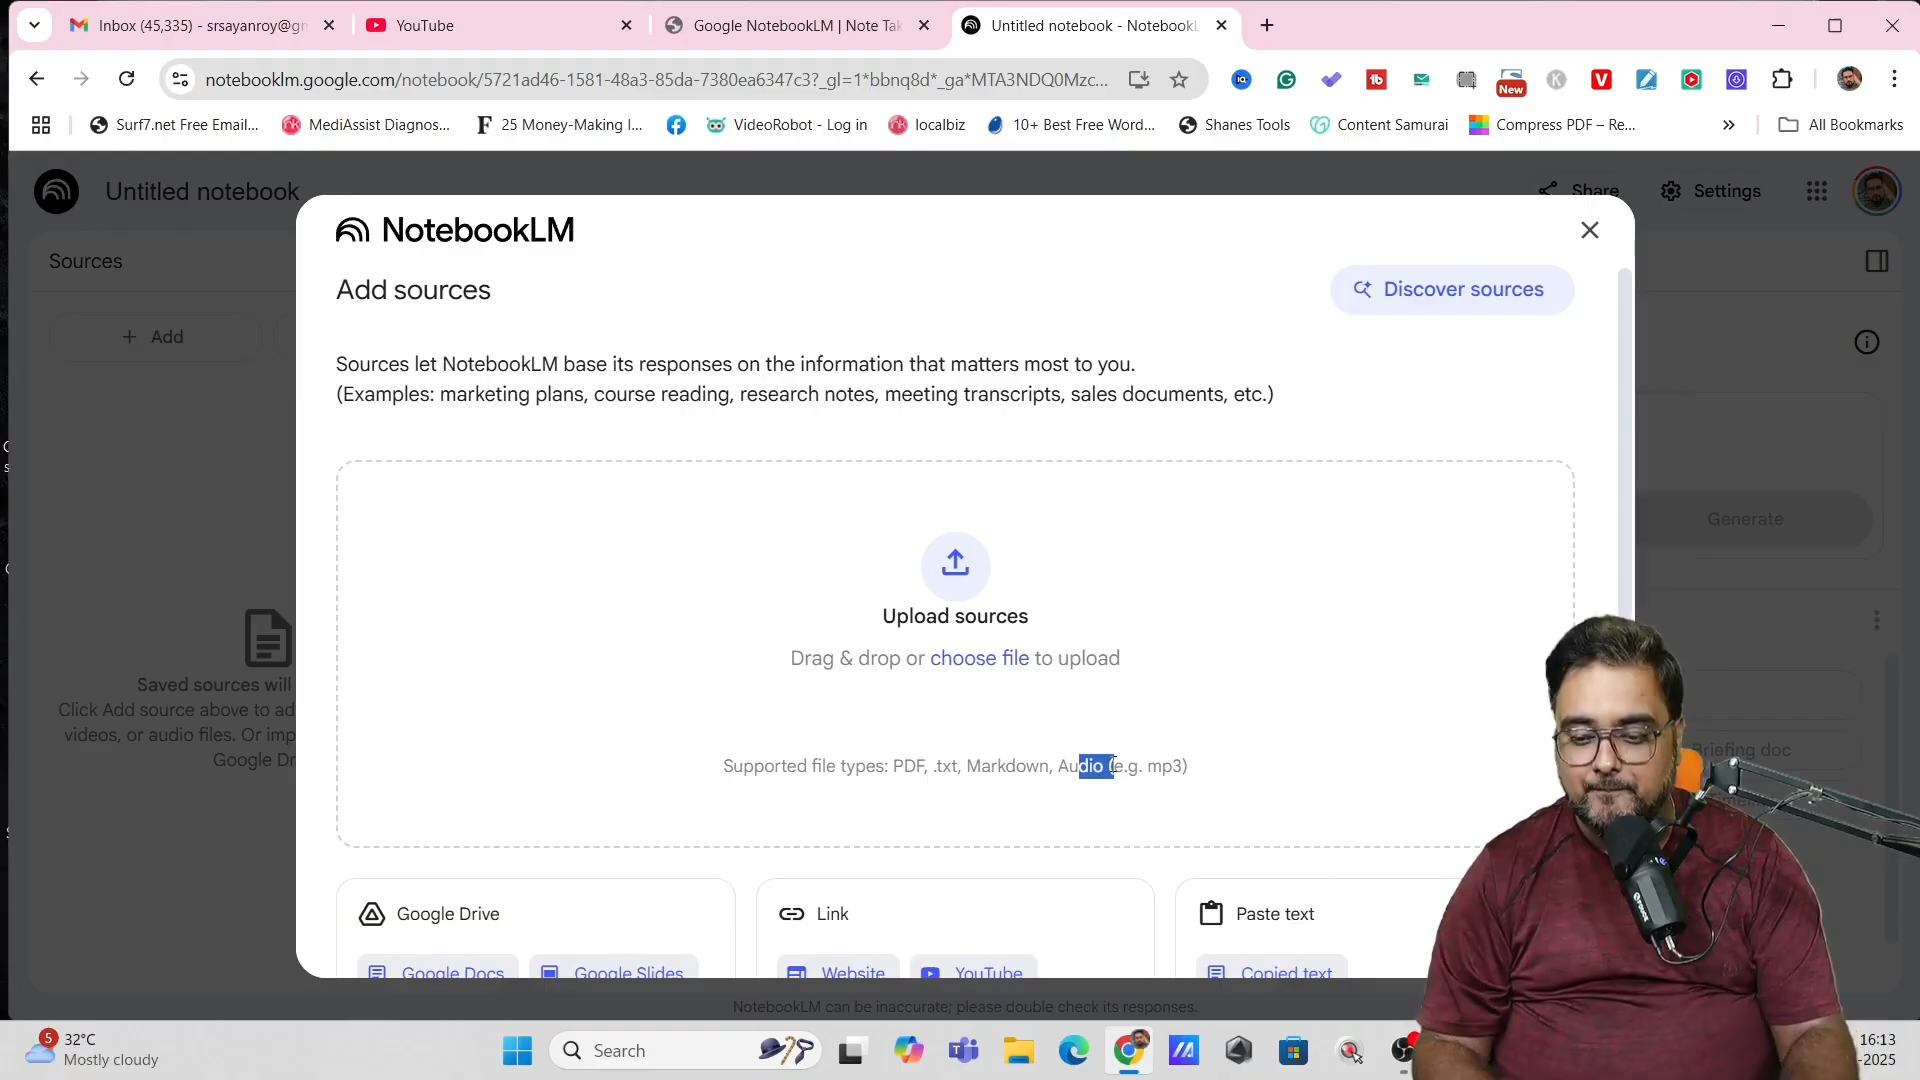 Inbox (45,335) - srsayanroy@gm
YouTube
Google NotebookLM | Note Tak
Untitled notebook - NotebookL
notebooklm.google.com/notebook/5721ad46-1581-48a3-85da-7380ea6347c3?_gl=1*bbnq8d*_ga*MTA3NDQ0Mzc...
New
Surf7.net Free Email...
MediAssist Diagnos...
25 Money-Making I...
VideoRobot - Log in
localbiz
10+ Best Free Word...
Shanes Tools
Content Samurai
Compress PDF – Re...
All Bookmarks
Untitled notebook
Share
Settings
NotebookLM
Sources
Add sources
Discover sources
+ Add
Sources let NotebookLM base its responses on the information that matters most to you.
(Examples: marketing plans, course reading, research notes, meeting transcripts, sales documents, etc.)
Generate
Upload sources
Drag & drop or choose file to upload
Saved sources will
Click Add source above to ad
videos, or audio files. Or imp
Google Dr
Supported file types: PDF, .txt, Markdown, Audio (e.g. mp3)
Briefing doc
Google Drive
Link
Paste text
Google Docs
Google Slides
Website
YouTube
Copied text
NotebookLM can be inaccurate; please double check its responses.
5
32°C
Mostly cloudy
Search
16:13
-2025